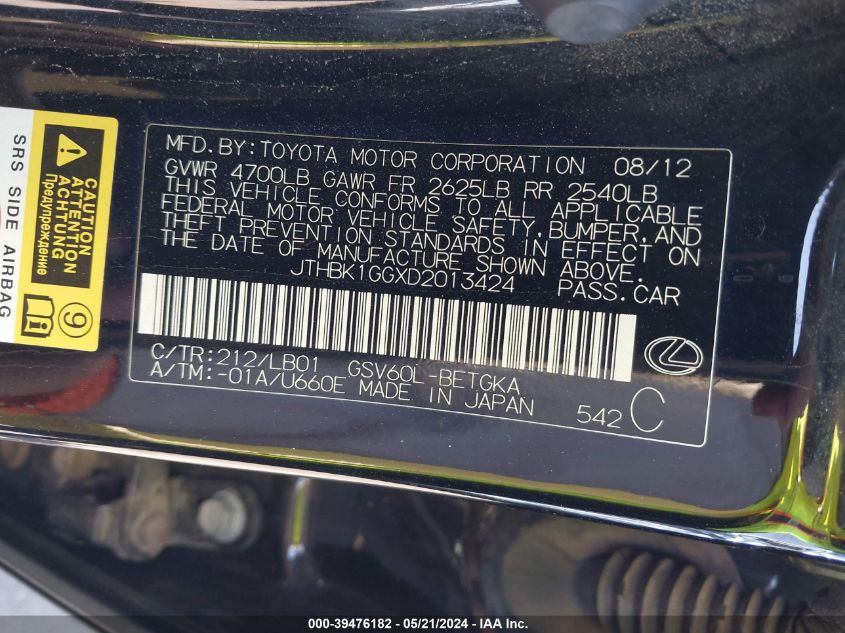 SRS SIDE AIRBAG
CAUTION
ATTENTION
ACHTUNG
Предупреждение
9
MFD.BY:TOYOTA MOTOR CORPORATION 08/12
GVWR 4700LB GAWR FR 2625LB RR 2540LB
THIS VEHICLE CONFORMS TO ALL APPLICABLE
FEDERAL MOTOR VEHICLE SAFETY,BUMPER,AND
THEFT PREVENTION STANDARDS IN EFFECT ON
THE DATE OF MANUFACTURE SHOWN ABOVE.
JTHBK1GGXD2013424 PASS.CAR
C/TR:212/LB01 GSV60L-BETGKA
A/TM:-01A/U660E MADE IN JAPAN 542 C
000-39476182 - 05/21/2024 - IAA Inc.